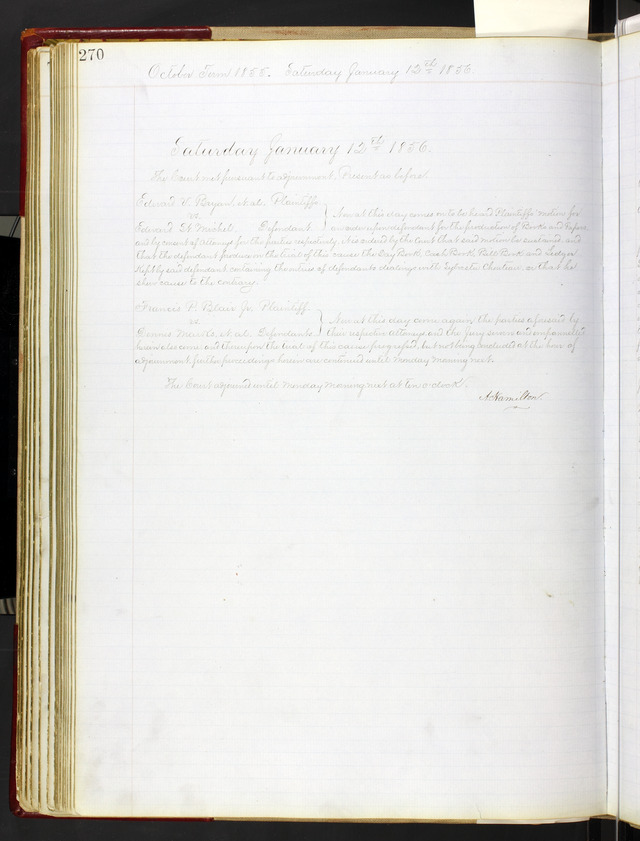 270
October Term 1855. Saturday January 12th 1856.
Saturday January 12th 1856.
The Court met pursuant to adjournment, Present as before.
Edward V. Bayard, et al. Plaintiffs
vs.
Now at this day comes on to be heard Plaintiffs motion for
Edward St. Michel, Defendant
an order upon defendant for the production of Books and Papers
and by consent of Attorneys for the parties respectively. It is ordered by the Court that said motion be sustained, and
that the defendant produce on the trial of this cause the Day Book, Cash Book, Bill Book and Ledger
kept by said defendant containing the entries of defendants dealings with Sylvestre or that he
show cause to the contrary.
Francis P. Blair Jr. Plaintiff
vs.
Now at this day come again the parties aforesaid by
Dennis Marks, et al. Defendants
their respective Attorneys, and the jury sworn and empannelled
herein also come and thereupon the trial of this cause progressed, but not being concluded at the hour of
adjournment further proceedings herein are continued until Monday morning next.
The Court adjourned until Monday morning next at ten o'clock.
A Hamilton